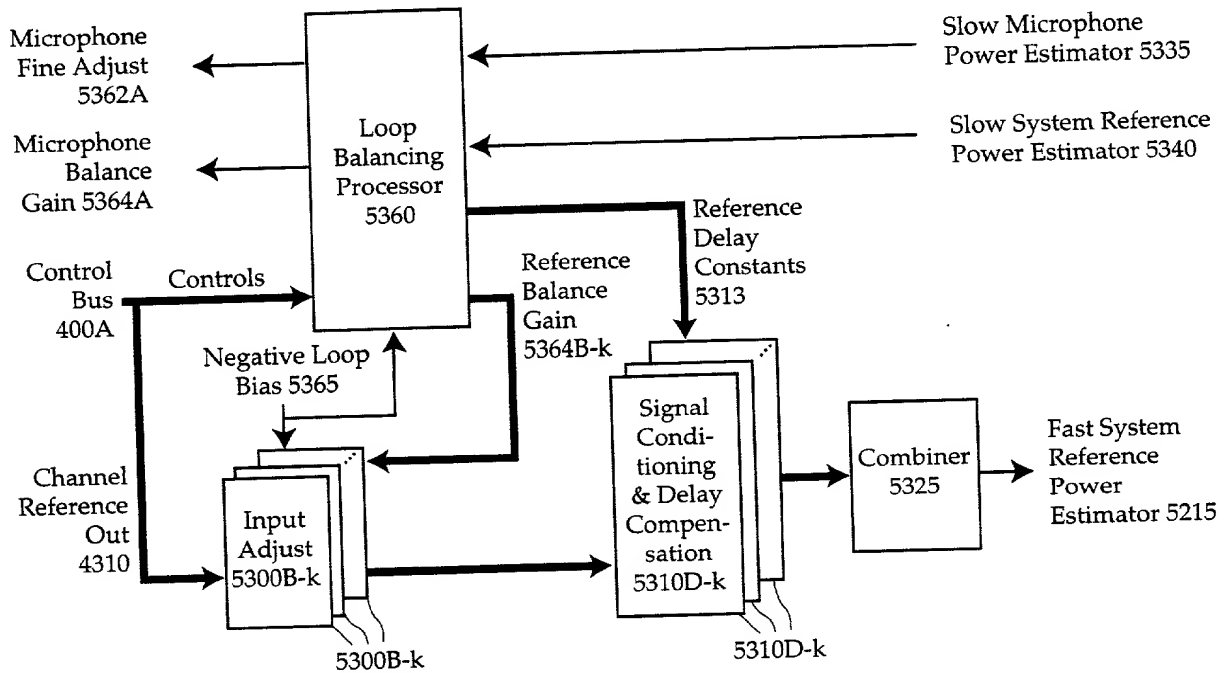 Microphone
Fine Adjust
5362A
Microphone
Balance
Gain 5364A
Loop
Balancing
Processor
5360
Slow Microphone
Power Estimator 5335
Slow System Reference
Power Estimator 5340
Reference
Delay
Constants
5313
Control
Bus
400A
Controls
Reference
Balance
Gain
5364B-k
Negative Loop
Bias 5365
Channel
Reference
Out
4310
Input
Adjust
5300B-k
5300B-k
Signal
Condi-
tioning
& Delay
Compen-
sation
5310D-k
5310D-k
Combiner
5325
Fast System
Reference
Power
Estimator 5215